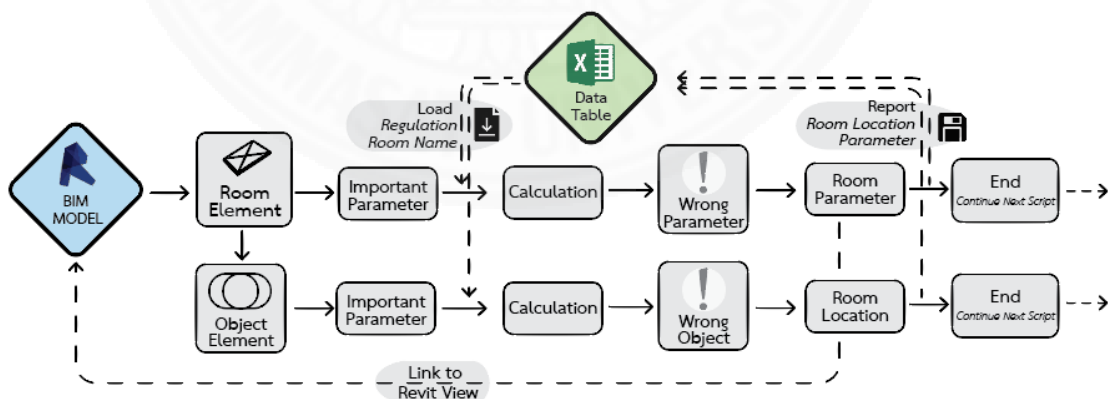 Data
Table
Load
Regulation
Room Name
Report
Room Location
Parameter
BIM
MODEL
Room
Element
Important
Parameter
Calculation
Wrong
Parameter
Room
Parameter
End
Continue Next Script
Object
Element
Important
Parameter
Calculation
Wrong
Object
Room
Location
End
Continue Next Script
Link to
Revit View